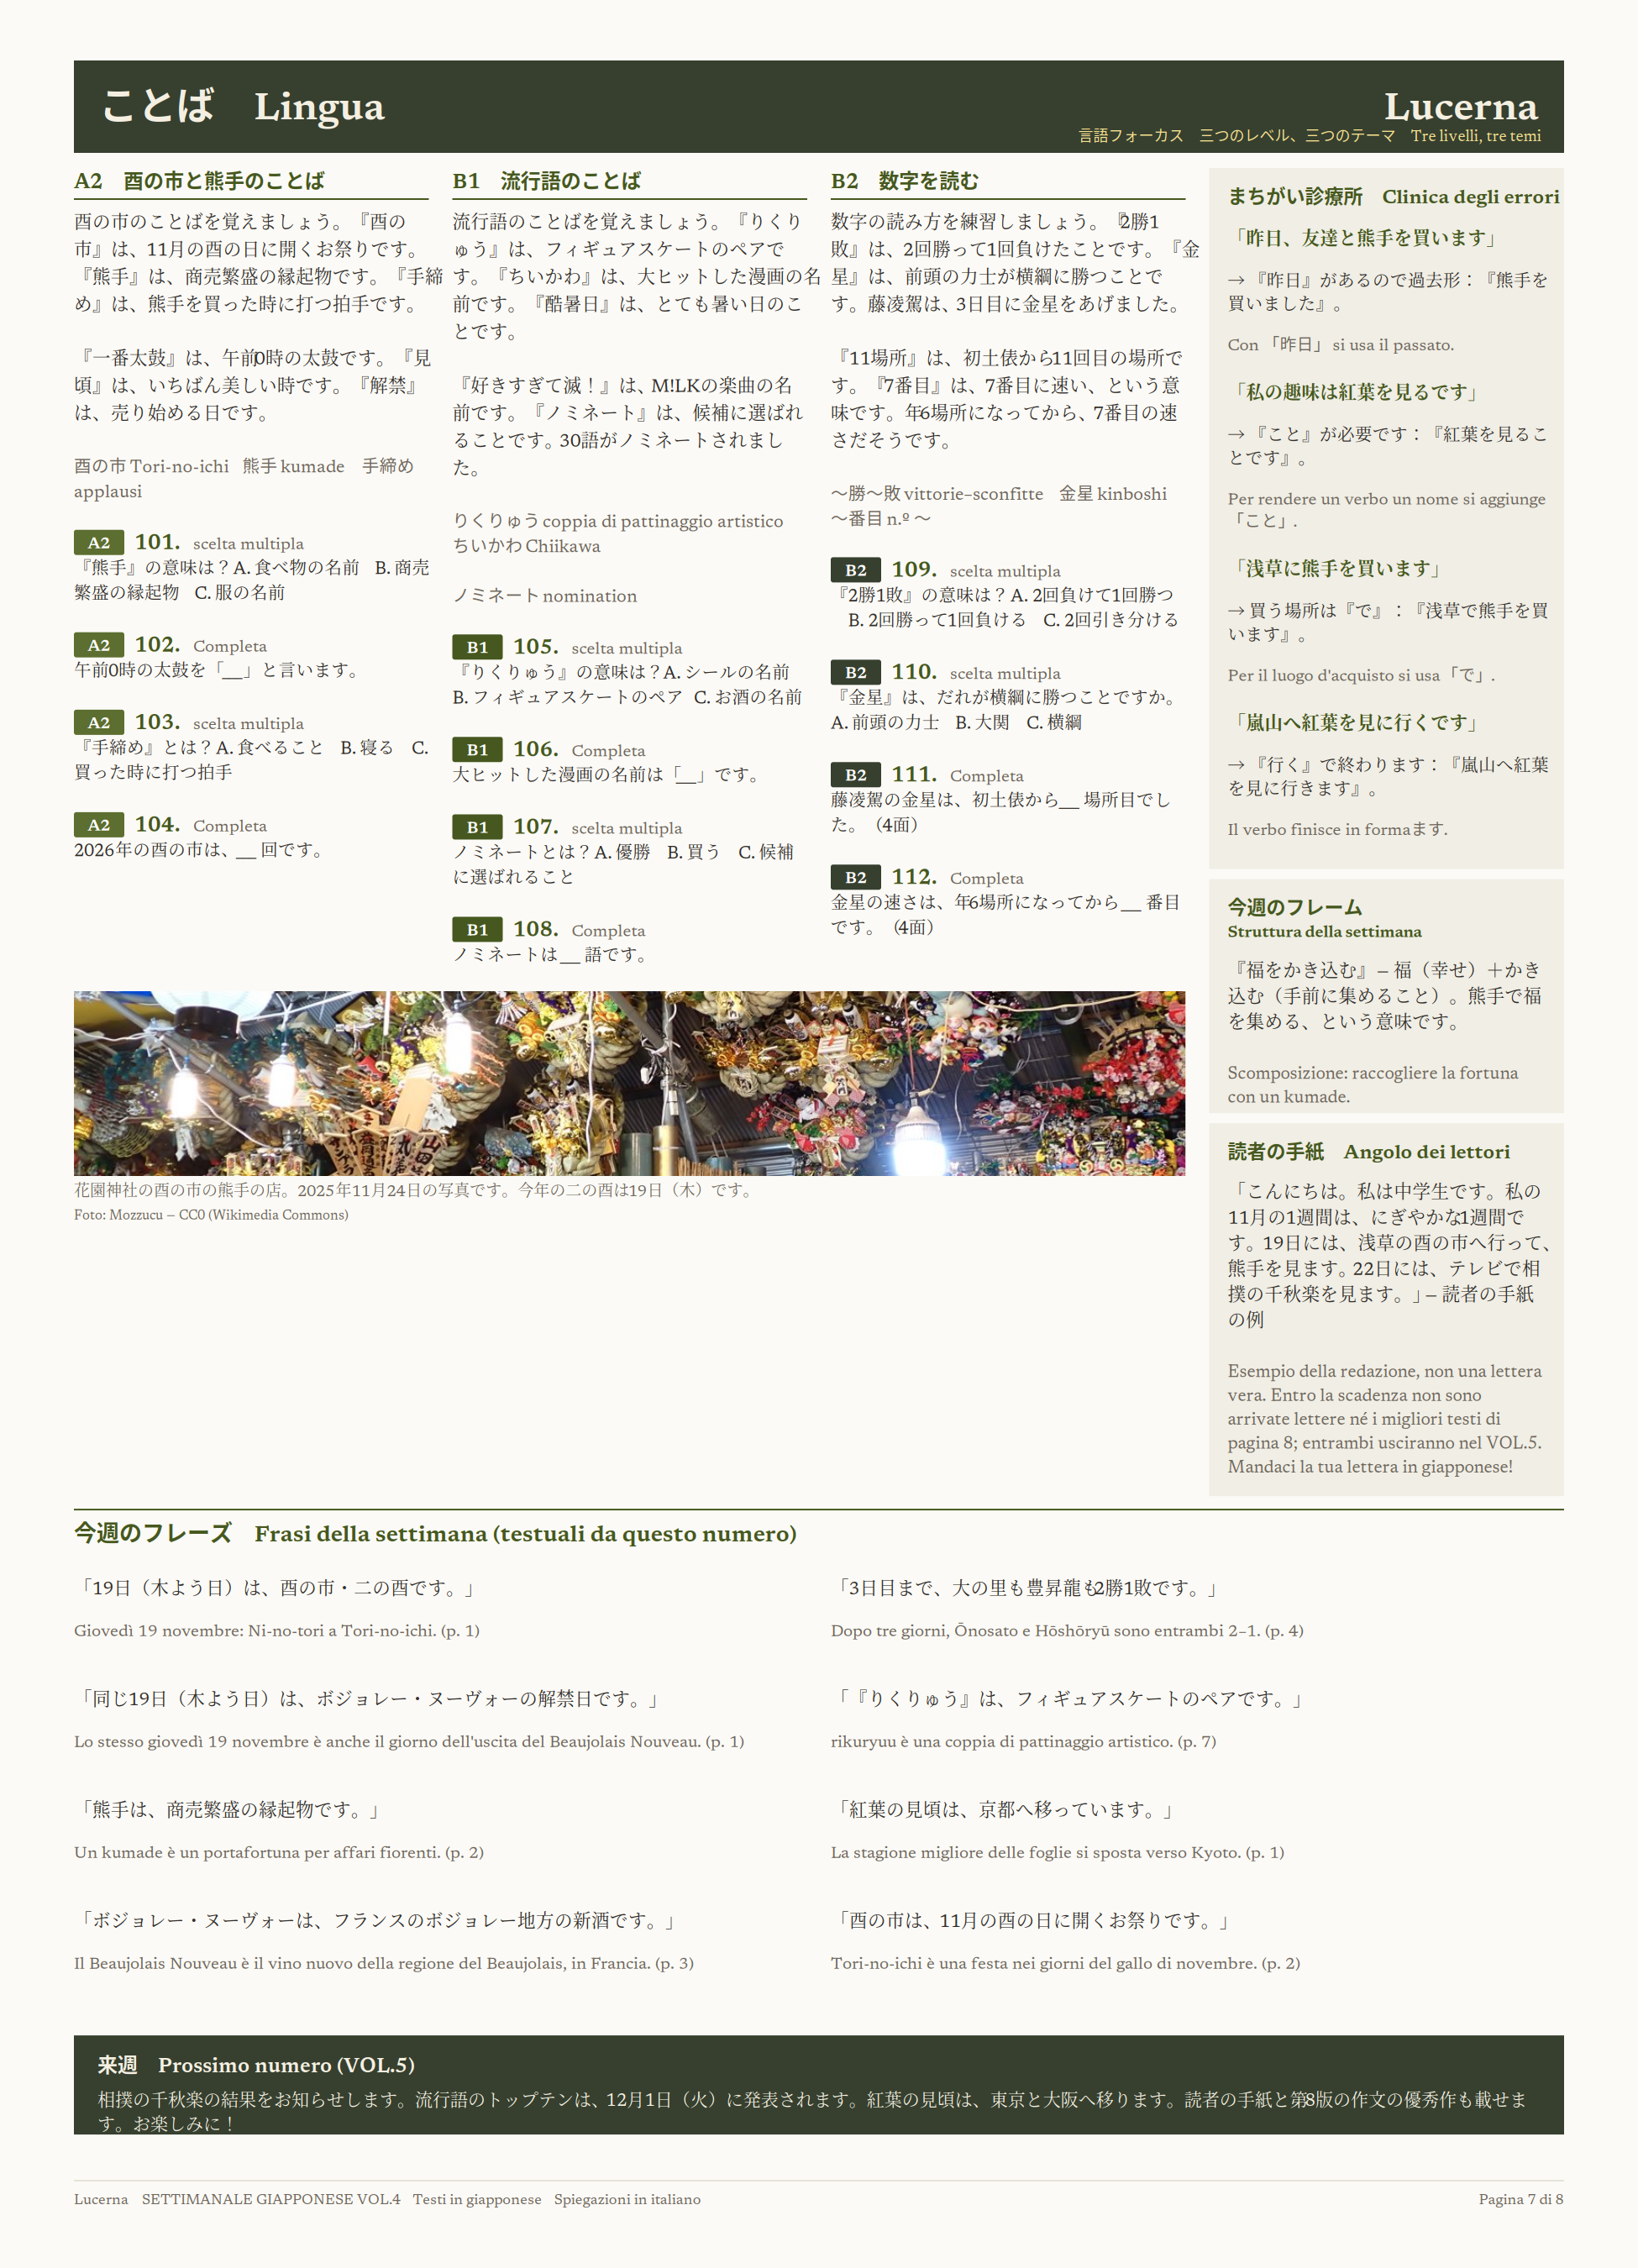 ことば　Lingua
Lucerna
言語フォーカス　三つのレベル、三つのテーマ　Tre livelli, tre temi
A2　酉の市と熊手のことば
酉の市のことばを覚えましょう。『酉の
市』は、11月の酉の日に開くお祭りです。
『熊手』は、商売繁盛の縁起物です。『手締
め』は、熊手を買った時に打つ拍手です。
『一番太鼓』は、午前0時の太鼓です。『見
頃』は、いちばん美しい時です。『解禁』
は、売り始める日です。
酉の市 Tori-no-ichi　熊手 kumade　手締め
applausi
A2 101. scelta multipla
『熊手』の意味は？A. 食べ物の名前　B. 商売
繁盛の縁起物　C. 服の名前
A2 102. Completa
午前0時の太鼓を「__」と言います。
A2 103. scelta multipla
『手締め』とは？A. 食べること　B. 寝る　C.
買った時に打つ拍手
A2 104. Completa
2026年の酉の市は、__ 回です。
B1　流行語のことば
流行語のことばを覚えましょう。『りくり
ゅう』は、フィギュアスケートのペアで
す。『ちいかわ』は、大ヒットした漫画の名
前です。『酷暑日』は、とても暑い日のこ
とです。
『好きすぎて滅！』は、M!LKの楽曲の名
前です。『ノミネート』は、候補に選ばれ
ることです。30語がノミネートされまし
た。
りくりゅう coppia di pattinaggio artistico
ちいかわ Chiikawa
ノミネート nomination
B1 105. scelta multipla
『りくりゅう』の意味は？A. シールの名前
B. フィギュアスケートのペア　C. お酒の名前
B1 106. Completa
大ヒットした漫画の名前は「__」です。
B1 107. scelta multipla
ノミネートとは？A. 優勝　B. 買う　C. 候補
に選ばれること
B1 108. Completa
ノミネートは__ 語です。
B2　数字を読む
数字の読み方を練習しましょう。『2勝1
敗』は、2回勝って1回負けたことです。『金
星』は、前頭の力士が横綱に勝つことで
す。藤凌駕は、3日目に金星をあげました。
『11場所』は、初土俵から11回目の場所で
す。『7番目』は、7番目に速い、という意
味です。年6場所になってから、7番目の速
さだそうです。
〜勝〜敗 vittorie–sconfitte　金星 kinboshi
〜番目 n.º 〜
B2 109. scelta multipla
『2勝1敗』の意味は？A. 2回負けて1回勝つ
B. 2回勝って1回負ける　C. 2回引き分ける
B2 110. scelta multipla
『金星』は、だれが横綱に勝つことですか。
A. 前頭の力士　B. 大関　C. 横綱
B2 111. Completa
藤凌駕の金星は、初土俵から__ 場所目でし
た。（4面）
B2 112. Completa
金星の速さは、年6場所になってから__ 番目
です。（4面）
花園神社の酉の市の熊手の店。2025年11月24日の写真です。今年の二の酉は19日（木）です。
Foto: Mozzucu – CC0 (Wikimedia Commons)
まちがい診療所　Clinica degli errori
「昨日、友達と熊手を買います」
→『昨日』があるので過去形：『熊手を
買いました』。
Con 「昨日」 si usa il passato.
「私の趣味は紅葉を見るです」
→『こと』が必要です：『紅葉を見るこ
とです』。
Per rendere un verbo un nome si aggiunge
「こと」.
「浅草に熊手を買います」
→ 買う場所は『で』：『浅草で熊手を買
います』。
Per il luogo d'acquisto si usa「で」.
「嵐山へ紅葉を見に行くです」
→『行く』で終わります：『嵐山へ紅葉
を見に行きます』。
Il verbo finisce in formaます.
今週のフレーム
Struttura della settimana
『福をかき込む』– 福（幸せ）＋かき
込む（手前に集めること）。熊手で福
を集める、という意味です。
Scomposizione: raccogliere la fortuna
con un kumade.
読者の手紙　Angolo dei lettori
「こんにちは。私は中学生です。私の
11月の1週間は、にぎやかな1週間で
す。19日には、浅草の酉の市へ行って、
熊手を見ます。22日には、テレビで相
撲の千秋楽を見ます。」– 読者の手紙
の例
Esempio della redazione, non una lettera
vera. Entro la scadenza non sono
arrivate lettere né i migliori testi di
pagina 8; entrambi usciranno nel VOL.5.
Mandaci la tua lettera in giapponese!
今週のフレーズ　Frasi della settimana (testuali da questo numero)
「19日（木よう日）は、酉の市・二の酉です。」
Giovedì 19 novembre: Ni-no-tori a Tori-no-ichi. (p. 1)
「同じ19日（木よう日）は、ボジョレー・ヌーヴォーの解禁日です。」
Lo stesso giovedì 19 novembre è anche il giorno dell'uscita del Beaujolais Nouveau. (p. 1)
「熊手は、商売繁盛の縁起物です。」
Un kumade è un portafortuna per affari fiorenti. (p. 2)
「ボジョレー・ヌーヴォーは、フランスのボジョレー地方の新酒です。」
Il Beaujolais Nouveau è il vino nuovo della regione del Beaujolais, in Francia. (p. 3)
「3日目まで、大の里も豊昇龍も2勝1敗です。」
Dopo tre giorni, Ōnosato e Hōshōryū sono entrambi 2–1. (p. 4)
「『りくりゅう』は、フィギュアスケートのペアです。」
rikuryuu è una coppia di pattinaggio artistico. (p. 7)
「紅葉の見頃は、京都へ移っています。」
La stagione migliore delle foglie si sposta verso Kyoto. (p. 1)
「酉の市は、11月の酉の日に開くお祭りです。」
Tori-no-ichi è una festa nei giorni del gallo di novembre. (p. 2)
来週　Prossimo numero (VOL.5)
相撲の千秋楽の結果をお知らせします。流行語のトップテンは、12月1日（火）に発表されます。紅葉の見頃は、東京と大阪へ移ります。読者の手紙と第8版の作文の優秀作も載せま
す。お楽しみに！
Lucerna　SETTIMANALE GIAPPONESE VOL.4　Testi in giapponese　Spiegazioni in italiano
Pagina 7 di 8